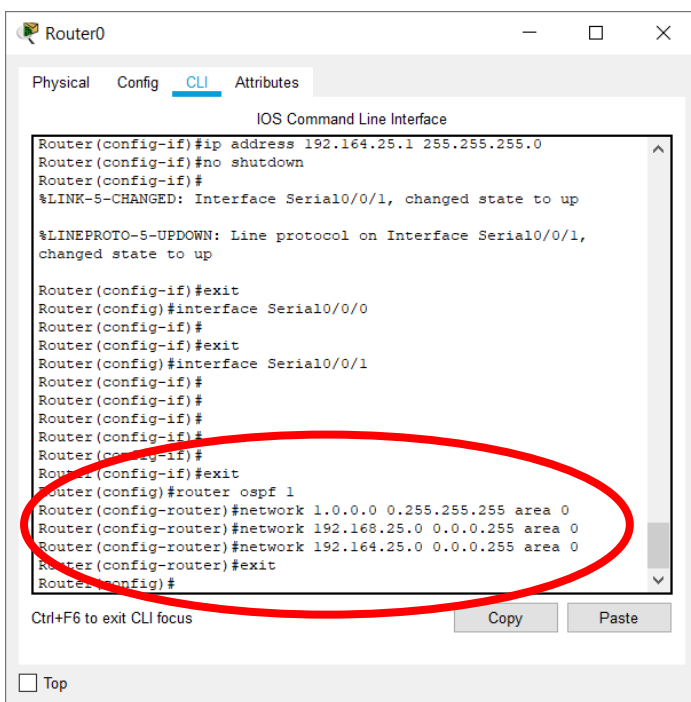 Router0
Physical Config CLI Attributes
IOS Command Line Interface
Router(config-if)#ip address 192.164.25.1 255.255.255.0
Router(config-if)#no shutdown
Router(config-if)#
%LINK-5-CHANGED: Interface Serial0/0/1, changed state to up
%LINEPROTO-5-UPDOWN: Line protocol on Interface Serial0/0/1,
changed state to up
Router(config-if)#exit
Router(config)#interface Serial0/0/0
Router(config-if)#
Router(config-if)#exit
Router(config)#interface Serial0/0/1
Router(config-if)#
Router(config-if)#
Router(config-if)#
Router(config-if)#
Router(config-if)#
Router(config-if)#exit
Router(config)#router ospf 1
Router(config-router)#network 1.0.0.0 0.255.255.255 area 0
Router(config-router)#network 192.168.25.0 0.0.0.255 area 0
Router(config-router)#network 192.164.25.0 0.0.0.255 area 0
Router(config-router)#exit
Router(config)#
Ctrl+F6 to exit CLI focus Copy Paste
Top